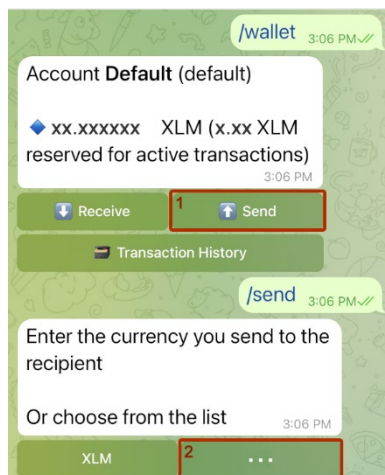 /wallet 3:06 PM
Account Default (default)
xx.xxxxxx XLM (x.xx XLM
reserved for active transactions)
3:06 PM
Receive 1 Send
Transaction History
/send 3:06 PM
Enter the currency you send to the
recipient
Or choose from the list 3:06 PM
XLM 2 ...